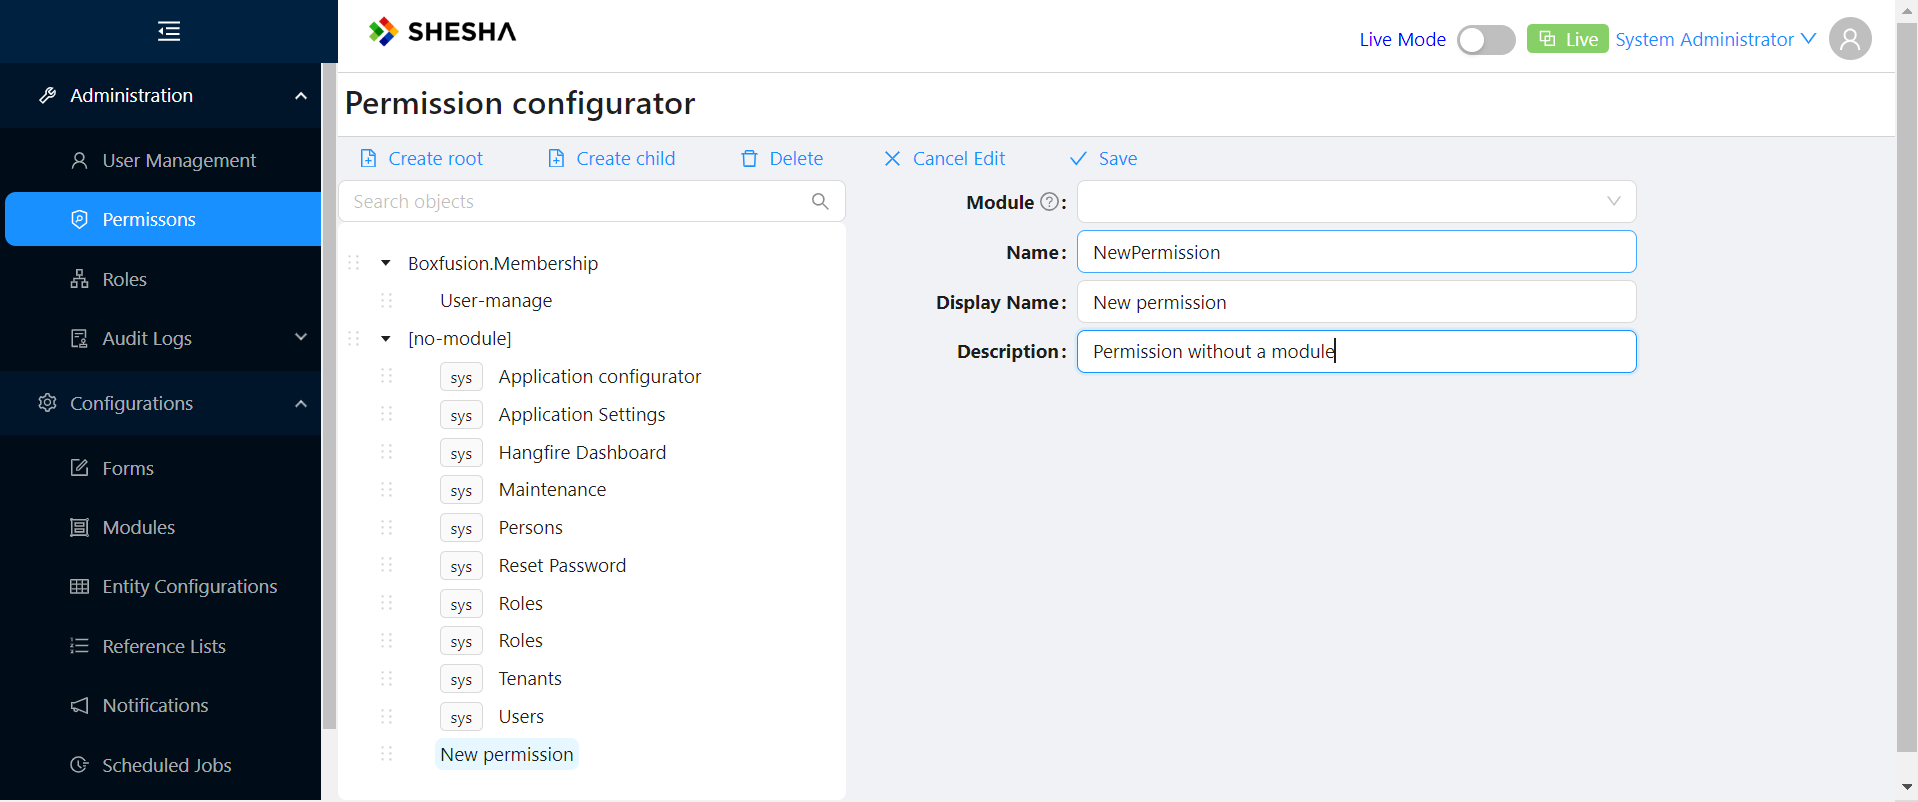 SHESHA
Live Mode
Live
System Administrator
Administration
User Management
Permissons
Roles
Audit Logs
Configurations
Forms
Modules
Entity Configurations
Reference Lists
Notifications
Scheduled Jobs
Permission configurator
Create root
Create child
Delete
Cancel Edit
Save
Search objects
Boxfusion.Membership
User-manage
[no-module]
sys Application configurator
sys Application Settings
sys Hangfire Dashboard
sys Maintenance
sys Persons
sys Reset Password
sys Roles
sys Roles
sys Tenants
sys Users
New permission
Module ? :
Name: NewPermission
Display Name: New permission
Description: Permission without a module